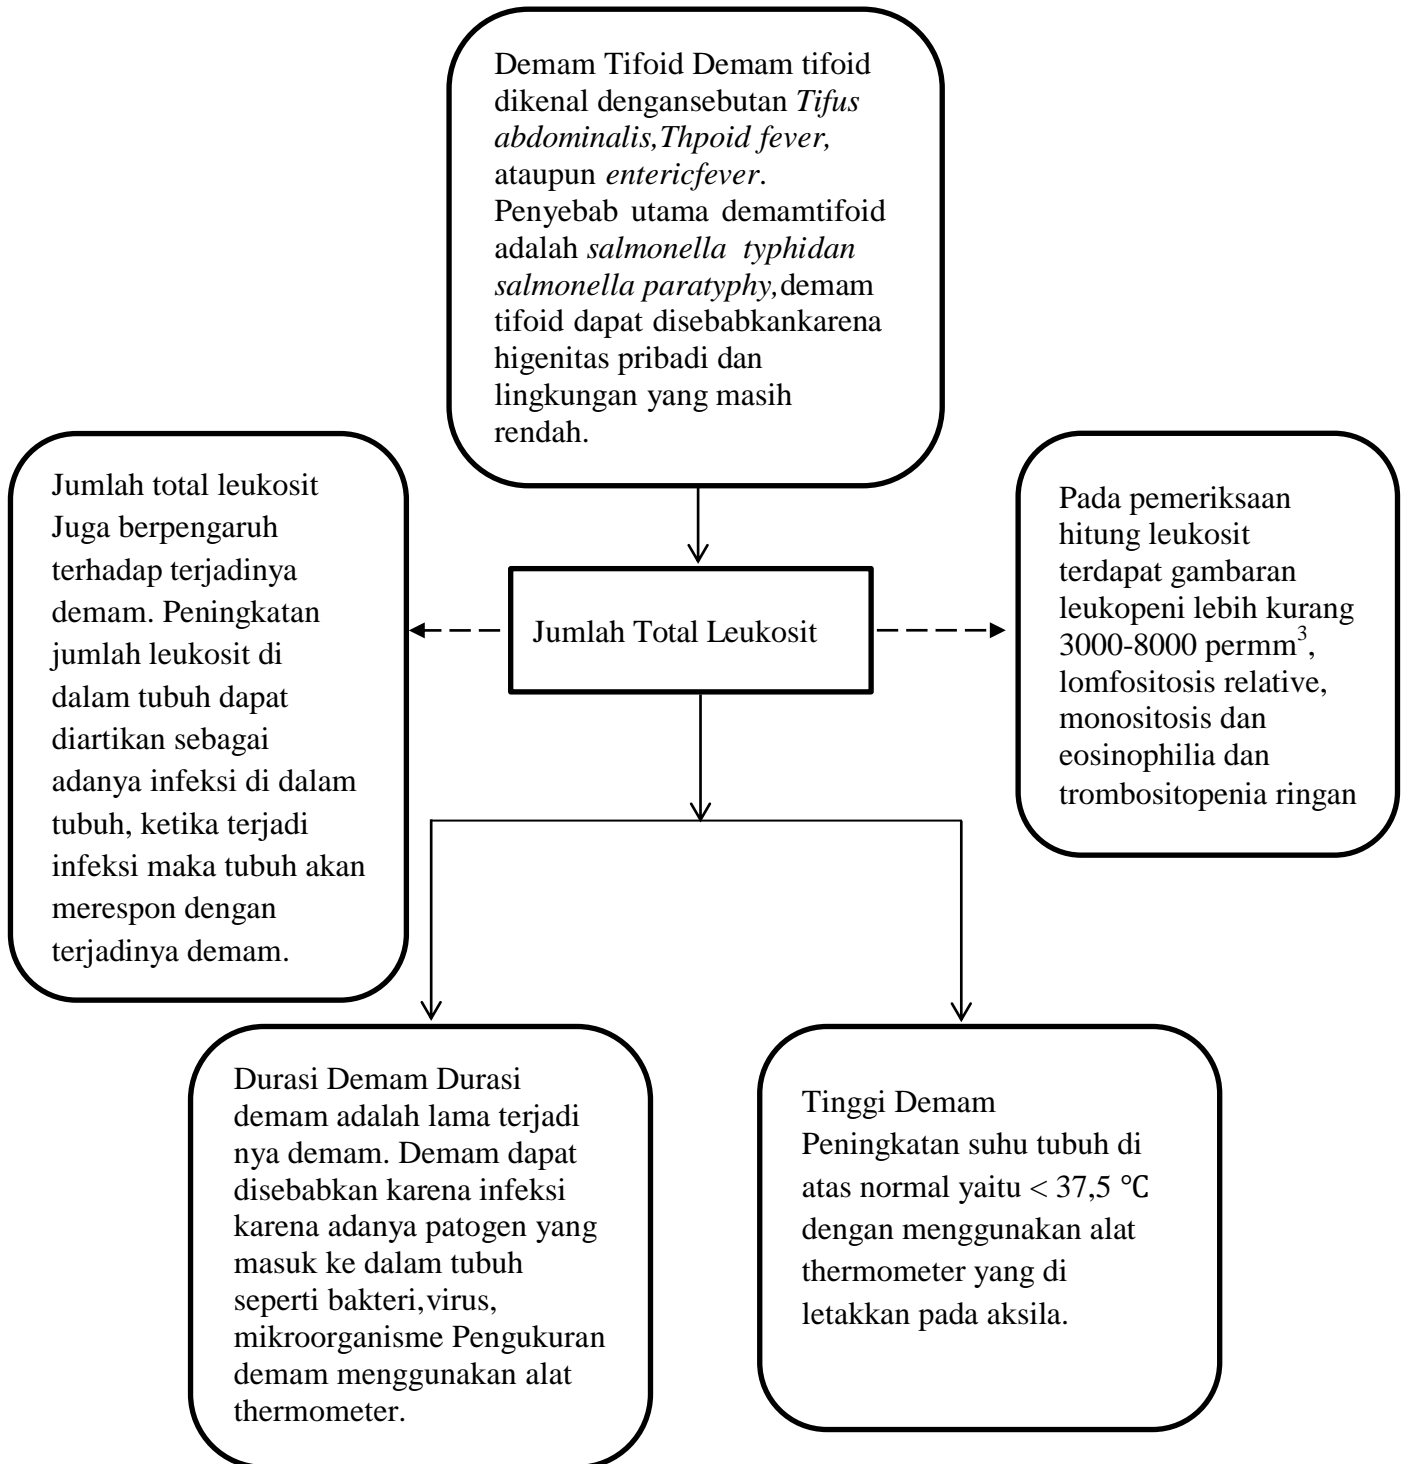 Demam Tifoid Demam tifoid
dikenal dengansebutan Tifus
abdominalis,Thpoid fever,
ataupun entericfever.
Penyebab utama demamtifoid
adalah salmonella typhidan
salmonella paratyphy,demam
tifoid dapat disebabkankarena
higenitas pribadi dan
lingkungan yang masih
rendah.
Jumlah total leukosit
Juga berpengaruh
terhadap terjadinya
demam. Peningkatan
jumlah leukosit di
dalam tubuh dapat
diartikan sebagai
adanya infeksi di dalam
tubuh, ketika terjadi
infeksi maka tubuh akan
merespon dengan
terjadinya demam.
Jumlah Total Leukosit
Pada pemeriksaan
hitung leukosit
terdapat gambaran
leukopeni lebih kurang
3000-8000 permm³,
lomfositosis relative,
monositosis dan
eosinophilia dan
trombositopenia ringan
Durasi Demam Durasi
demam adalah lama terjadi
nya demam. Demam dapat
disebabkan karena infeksi
karena adanya patogen yang
masuk ke dalam tubuh
seperti bakteri,virus,
mikroorganisme Pengukuran
demam menggunakan alat
thermometer.
Tinggi Demam
Peningkatan suhu tubuh di
atas normal yaitu < 37,5 ℃
dengan menggunakan alat
thermometer yang di
letakkan pada aksila.